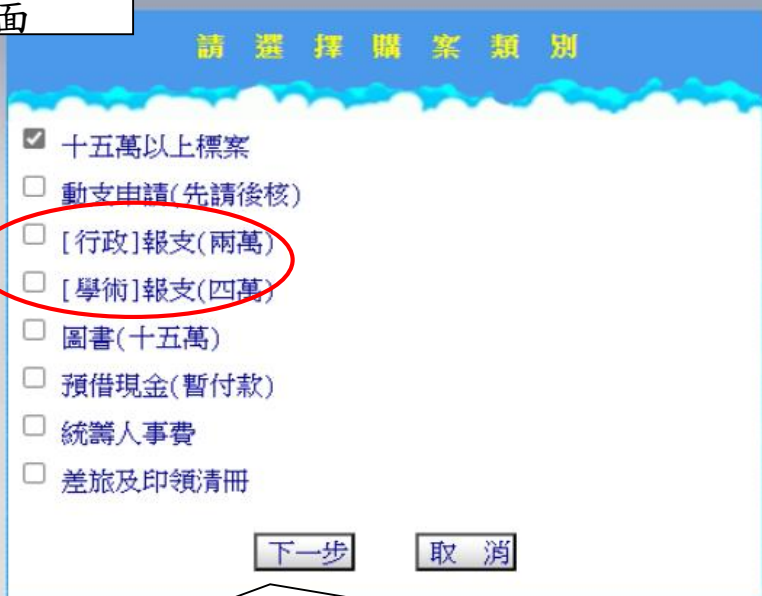 面
請選擇購案類別
十五萬以上標案
動支申請(先請後核)
[行政]報支(兩萬)
[學術]報支(四萬)
圖書(十五萬)
預借現金(暫付款)
統籌人事費
差旅及印領清冊
下一步 取 消